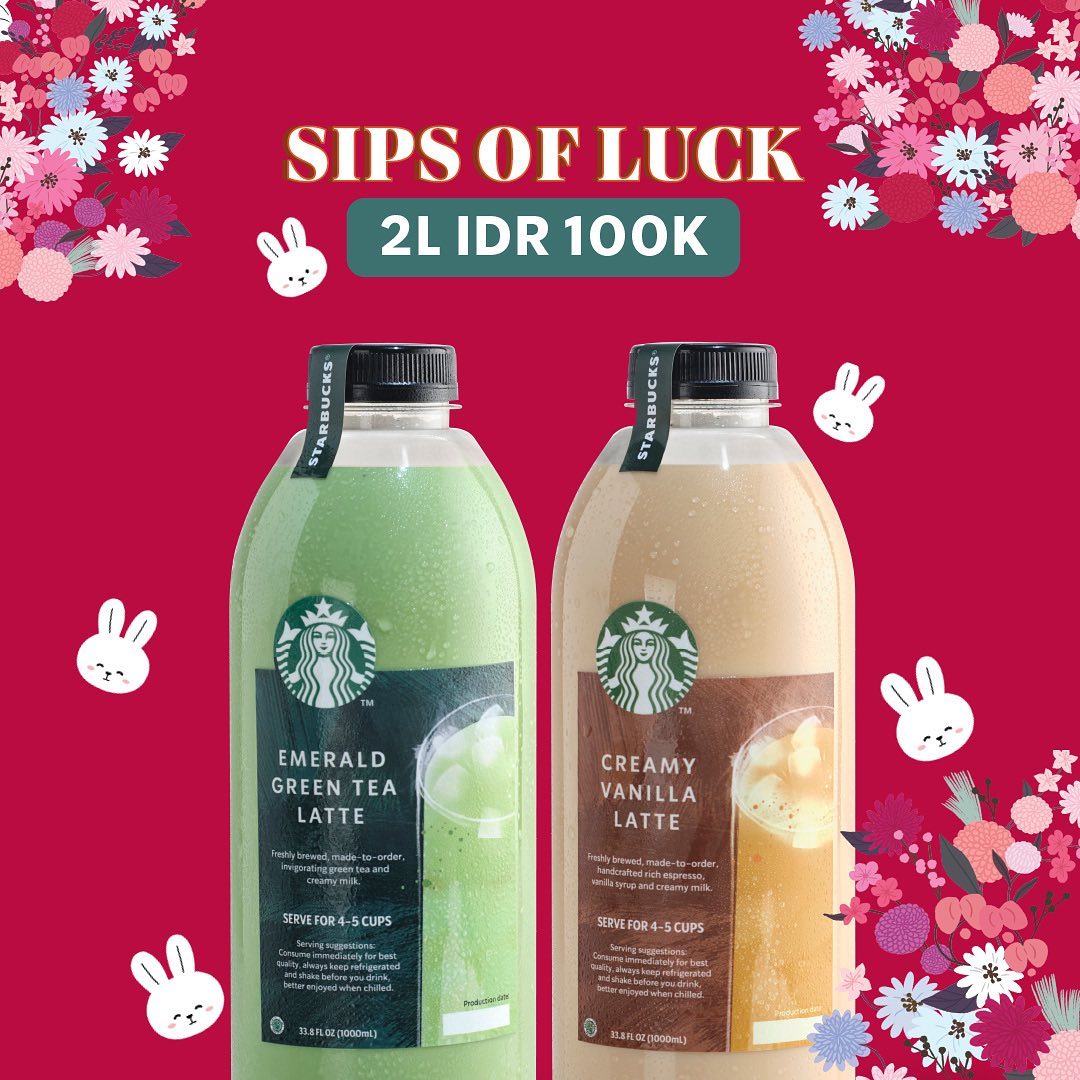 SIPS OF LUCK
2L IDR 100K
STARBUCKS®
TM
EMERALD
GREEN TEA
LATTE
Freshly brewed, made-to-order,
invigorating green tea and
creamy milk.
SERVE FOR 4-5 CUPS
Serving suggestions:
Consume immediately for best
quality, always keep refrigerated
and shake before you drink,
better enjoyed when chilled.
Production date
33.8 FL OZ (1000mL)
STARBUCKS®
TM
CREAMY
VANILLA
LATTE
Freshly brewed, made-to-order,
handcrafted rich espresso,
vanilla syrup and creamy milk.
SERVE FOR 4-5 CUPS
Serving suggestions:
Consume immediately for best
quality, always keep refrigerated
and shake before you drink,
better enjoyed when chilled.
Production date
33.8 FL OZ (1000mL)